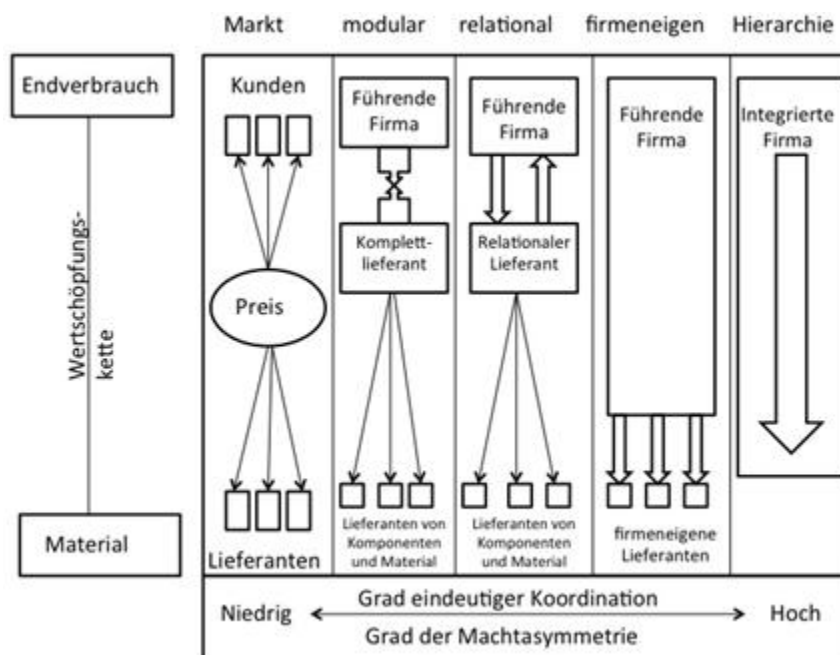 Markt modular relational firmeneigen Hierarchie
Endverbrauch
Wertschöpfungs-
kette
Material
Kunden
Preis
Lieferanten
Führende
Firma
Komplett-
lieferant
Lieferanten von
Komponenten
und Material
Führende
Firma
Relationaler
Lieferant
Lieferanten von
Komponenten
und Material
Führende
Firma
firmeneigene
Lieferanten
Integrierte
Firma
Niedrig
Grad eindeutiger Koordination
Grad der Machtasymmetrie
Hoch